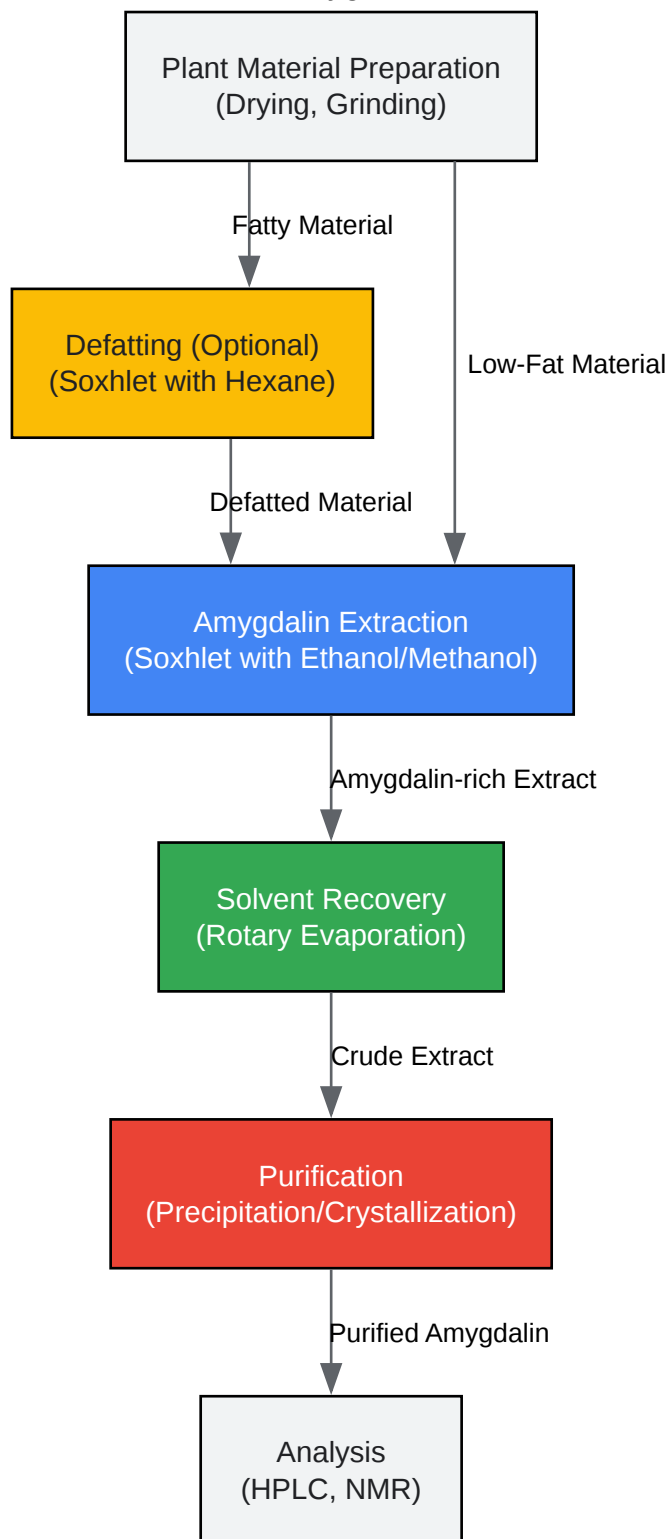 Plant Material Preparation
(Drying, Grinding)
Fatty Material
Defatting (Optional)
(Soxhlet with Hexane)
Low-Fat Material
Defatted Material
Amygdalin Extraction
(Soxhlet with Ethanol/Methanol)
Amygdalin-rich Extract
Solvent Recovery
(Rotary Evaporation)
Crude Extract
Purification
(Precipitation/Crystallization)
Purified Amygdalin
Analysis
(HPLC, NMR)